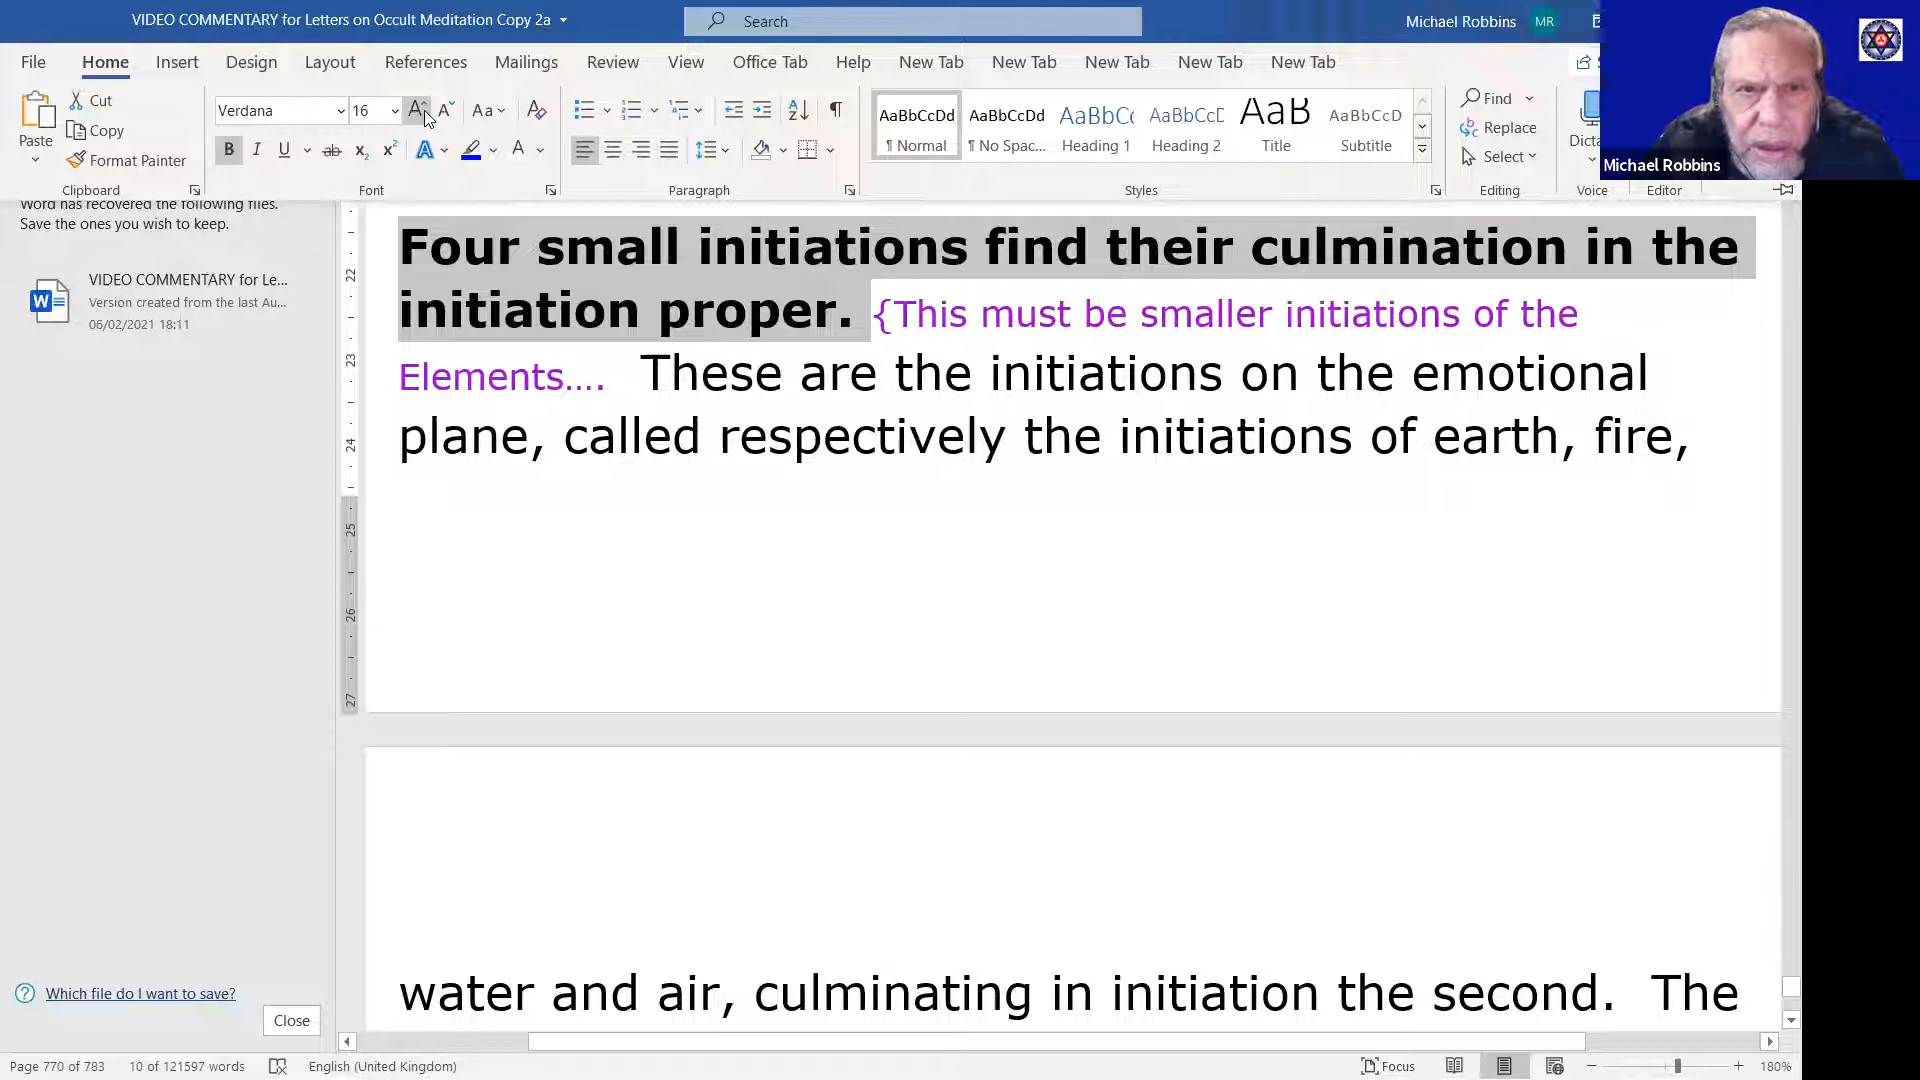 VIDEO COMMENTARY for Letters on Occult Meditation Copy 2a
Search
Michael Robbins
MR
File Home Insert Design Layout References Mailings Review View Office Tab Help New Tab New Tab New Tab New Tab New Tab
Paste
Cut
Copy
Format Painter
Clipboard
Verdana 16
Font
Paragraph
AaBbCcDd ¶ Normal
AaBbCcDd ¶ No Spac...
AaBbC Heading 1
AaBbCc Heading 2
AaB Title
AaBbCcD Subtitle
Styles
Find
Replace
Select
Editing
Dicta
Voice
Editor
Michael Robbins
Word has recovered the following files.
Save the ones you wish to keep.
VIDEO COMMENTARY for Le...
Version created from the last Au...
06/02/2021 18:11
22
23
24
25
26
27
Four small initiations find their culmination in the
initiation proper. {This must be smaller initiations of the
Elements…. These are the initiations on the emotional
plane, called respectively the initiations of earth, fire,
water and air, culminating in initiation the second. The
Which file do I want to save?
Close
Page 770 of 783 10 of 121597 words English (United Kingdom)
Focus
180%